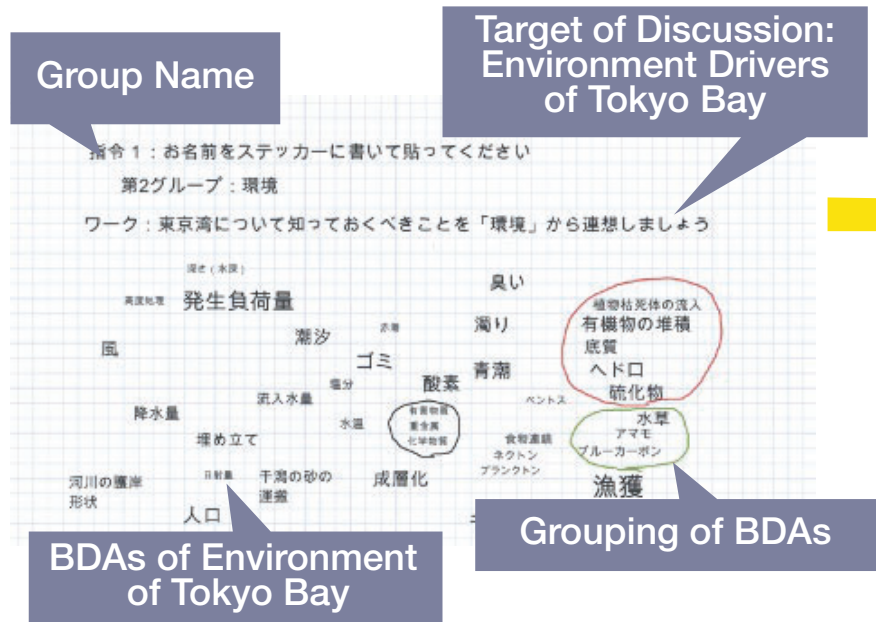 Group Name
Target of Discussion:
Environment Drivers
of Tokyo Bay
指令1:お名前をステッカーに書いて貼ってください
第2グループ:環境
ワーク:東京湾について知っておくべきことを「環境」から連想しましょう
深さ(水深)
高度処理
発生負荷量
臭い
植物枯死体の流入
有機物の堆積
底質
ヘドロ
硫化物
風
潮汐
赤潮
濁り
ゴミ
青潮
塩分
酸素
流入水量
ベントス
降水量
水温
有害物質
重金属
化学物質
水草
アマモ
ブルーカーボン
埋め立て
食物連鎖
ネクトン
プランクトン
河川の護岸
形状
日射量
干潟の砂の
運搬
成層化
漁獲
人口
BDAs of Environment
of Tokyo Bay
Grouping of BDAs